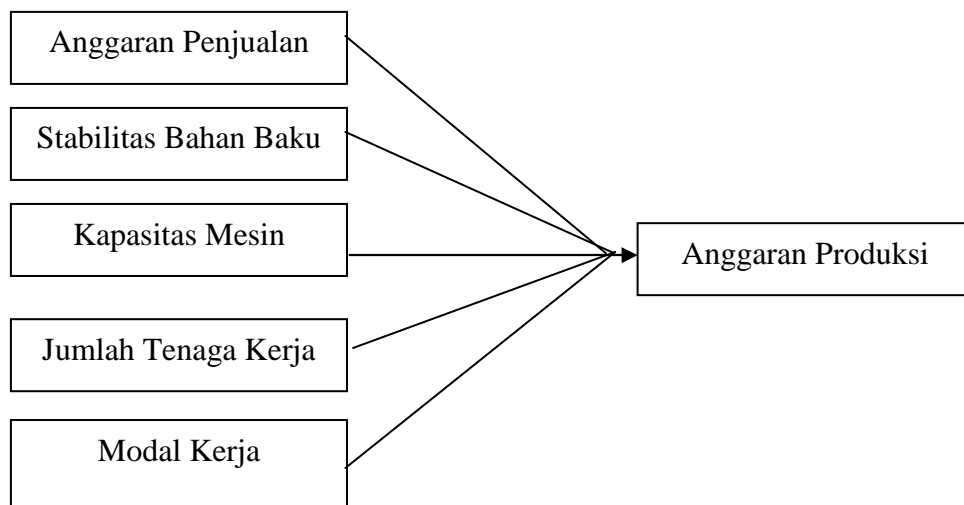 Anggaran Penjualan
Stabilitas Bahan Baku
Kapasitas Mesin
Anggaran Produksi
Jumlah Tenaga Kerja
Modal Kerja